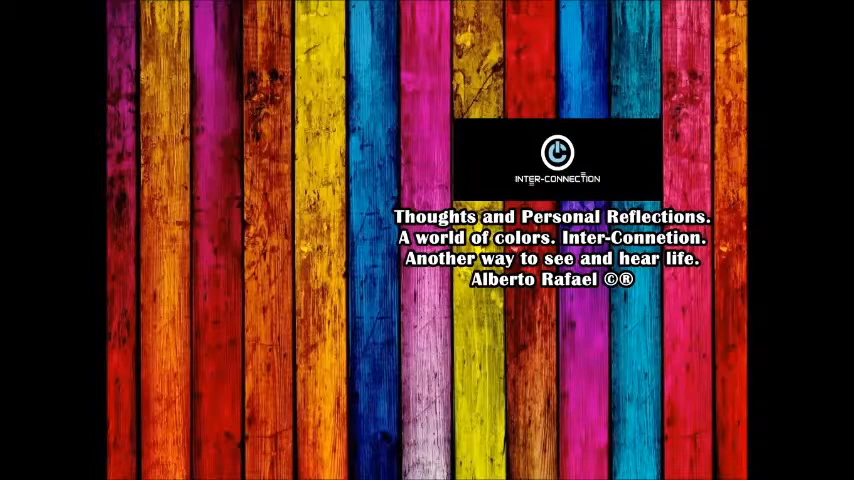 INTER-CONNECTION
Thoughts and Personal Reflections.
A world of colors. Inter-Connetion.
Another way to see and hear life.
Alberto Rafael ©®